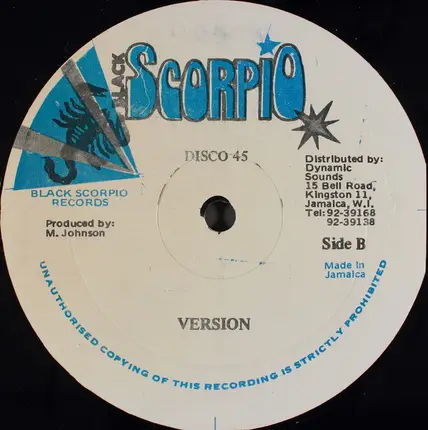 BLACK
SCORPIO
DISCO 45
BLACK SCORPIO
RECORDS
Produced by:
M. Johnson
Distributed by:
Dynamic
Sounds
15 Bell Road,
Kingston 11,
Jamaica, W.I.
Tel: 92-39168
92-39138
Side B
Made In
Jamaica
VERSION
UNAUTHORISED COPYING OF THIS RECORDING IS STRICTLY PROHIBITED